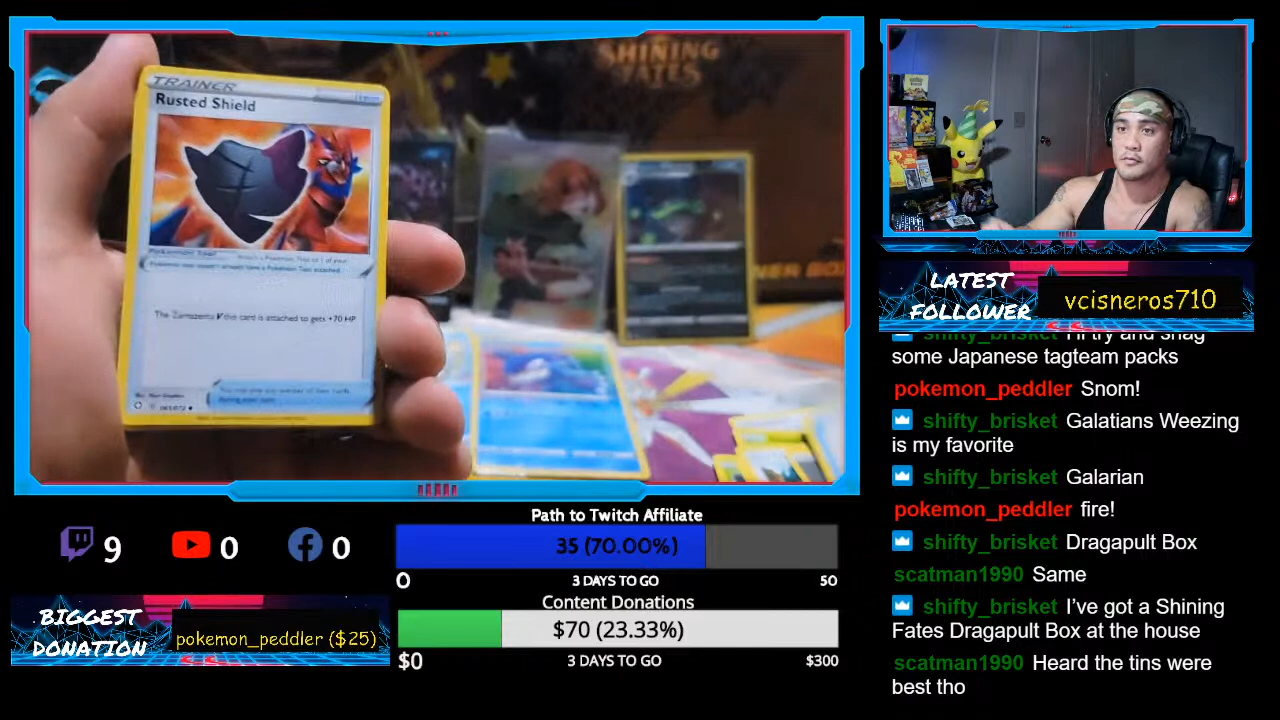 SHINING
FATES
TRAINER
Item
Rusted Shield
The Zamazenta V this card is attached to gets +70 HP
LATEST
FOLLOWER
vcisneros710
some Japanese tagteam packs
pokemon_peddler Snom!
shifty_brisket Galatians Weezing
is my favorite
shifty_brisket Galarian
pokemon_peddler fire!
shifty_brisket Dragapult Box
scatman1990 Same
shifty_brisket I've got a Shining
Fates Dragapult Box at the house
scatman1990 Heard the tins were
best tho
9
0
0
BIGGEST
DONATION
pokemon_peddler ($25)
Path to Twitch Affiliate
35 (70.00%)
0 3 DAYS TO GO 50
Content Donations
$70 (23.33%)
$0 3 DAYS TO GO $300